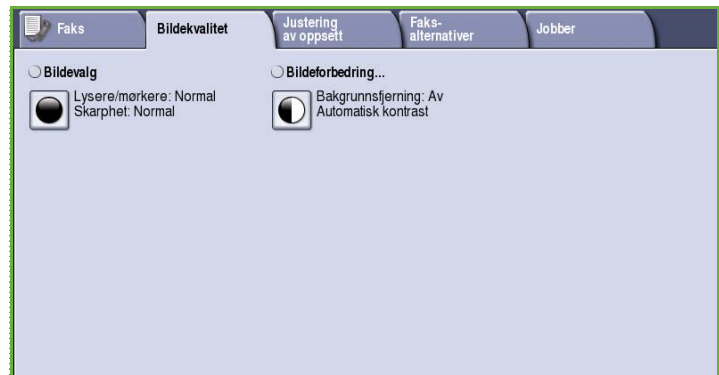 Faks
Bildekvalitet
Justering
av oppsett
Faks-
alternativer
Jobber
Bildevalg
Lysere/mørkere: Normal
Skarphet: Normal
Bildeforbedring...
Bakgrunnsfjerning: Av
Automatisk kontrast